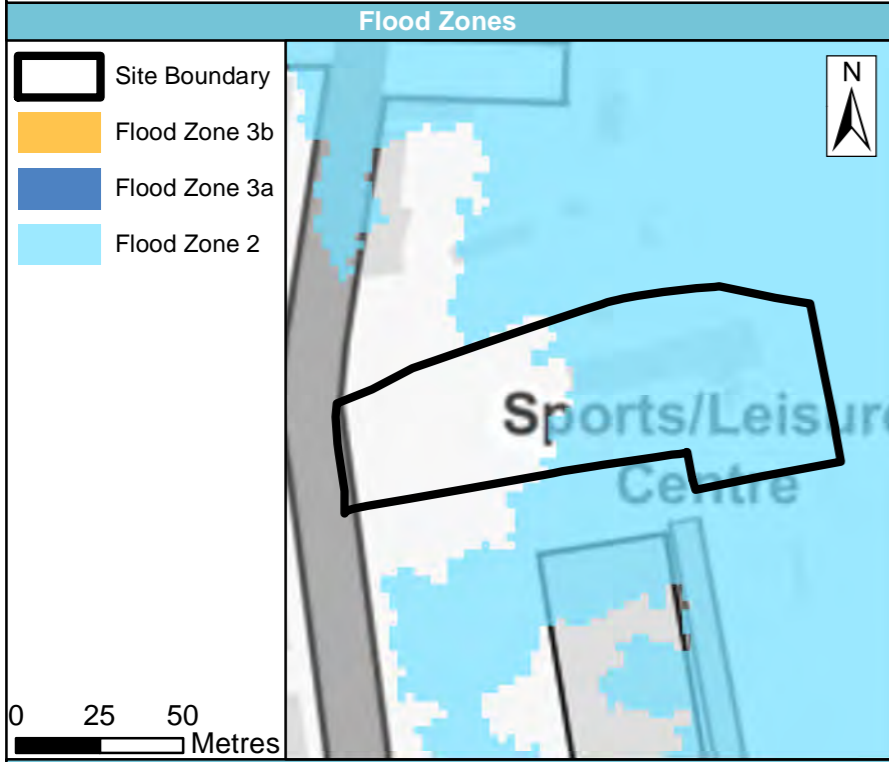 Flood Zones
Site Boundary
Flood Zone 3b
Flood Zone 3a
Flood Zone 2
N
Sports/Leisure
Centre
0 25 50
Metres